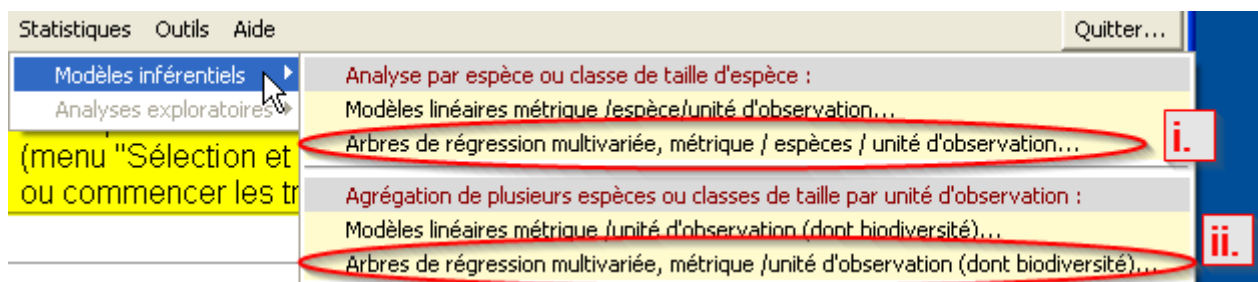 Statistiques Outils Aide Quitter...
Modèles inférentiels
Analyse par espèce ou classe de taille d'espèce :
Analyses exploratoires
Modèles linéaires métrique /espèce/unité d'observation...
Arbres de régression multivariée, métrique / espèces / unité d'observation...
i.
(menu "Sélection et
ou commencer les tr
Agrégation de plusieurs espèces ou classes de taille par unité d'observation :
Modèles linéaires métrique /unité d'observation (dont biodiversité)...
Arbres de régression multivariée, métrique /unité d'observation (dont biodiversité)...
ii.